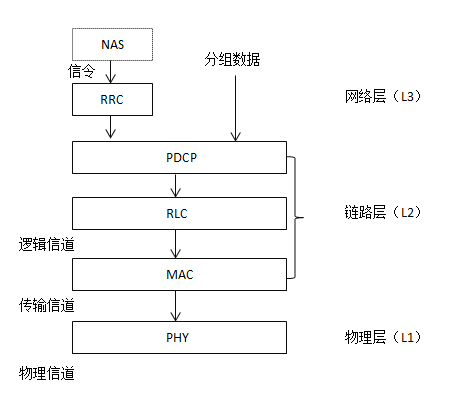 NAS
信令
分组数据
RRC
网络层（L3）
PDCP
RLC
链路层（L2）
逻辑信道
MAC
传输信道
PHY
物理层（L1）
物理信道